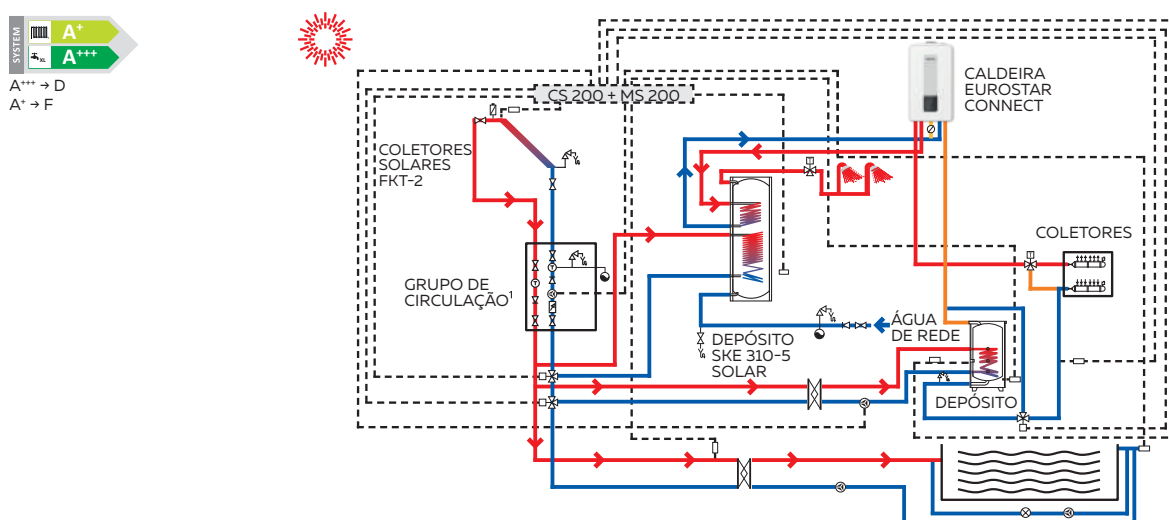 SYSTEM
A+
XL
A+++
A+++ → D
A+ → F
CS 200 + MS 200
CALDEIRA
EUROSTAR
CONNECT
COLETORES
SOLARES
FKT-2
COLETORES
GRUPO DE
CIRCULAÇÃO¹
ÁGUA
DE REDE
DEPÓSITO
SKE 310-5
SOLAR
DEPÓSITO